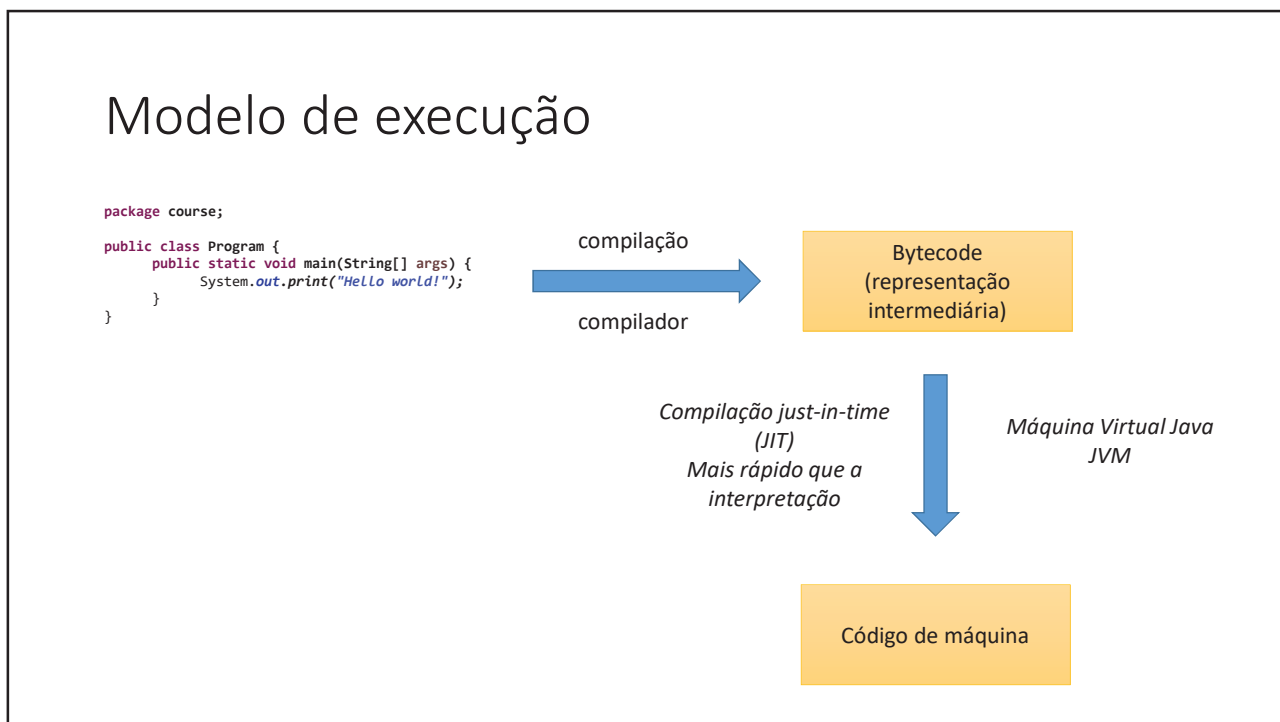 Modelo de execução
package course;
public class Program {
public static void main(String[] args) {
System.out.print("Hello world!");
}
}
compilação
compilador
Bytecode
(representação
intermediária)
Compilação just-in-time
(JIT)
Mais rápido que a
interpretação
Máquina Virtual Java
JVM
Código de máquina